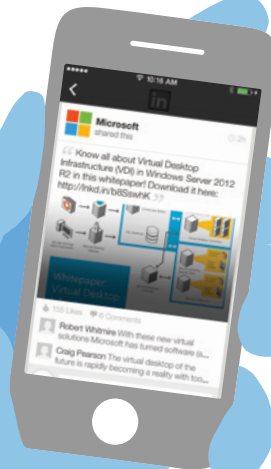 10:16 AM
in
Microsoft
shared this
2h
Know all about Virtual Desktop
Infrastructure (VDI) in Windows Server 2012
R2 in this whitepaper! Download it here:
http://lnkd.in/b8SswhK
Whitepaper:
Virtual Desktop
Likes
6 Comments
Robert Whitmire With these new virtual
solutions Microsoft has turned software is...
Craig Pearson The virtual desktop of the
future is rapidly becoming a reality with too...